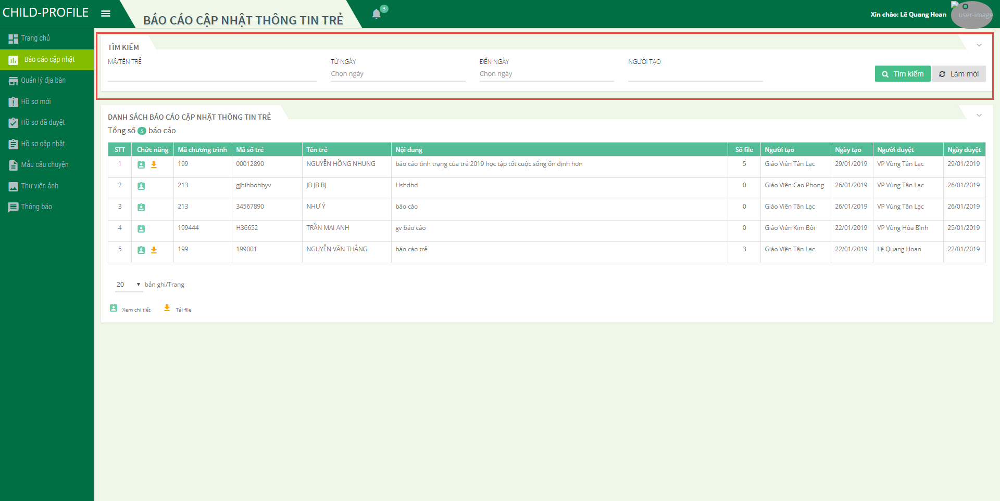 CHILD-PROFILE
BÁO CÁO CẬP NHẬT THÔNG TIN TRẺ
3
Xin chào: Lê Quang Hoan
user-image
Trang chủ
Báo cáo cập nhật
Quản lý địa bàn
Hồ sơ mới
Hồ sơ đã duyệt
Hồ sơ cập nhật
Mẫu câu chuyện
Thư viện ảnh
Thông báo
TÌM KIẾM
MÃ/TÊN TRẺ TỪ NGÀY ĐẾN NGÀY NGƯỜI TẠO
Chọn ngày Chọn ngày Tìm kiếm Làm mới
DANH SÁCH BÁO CÁO CẬP NHẬT THÔNG TIN TRẺ
Tổng số 5 báo cáo
STT Chức năng Mã chương trình Mã số trẻ Tên trẻ Nội dung Số file Người tạo Ngày tạo Người duyệt Ngày duyệt
1 199 00012890 NGUYỄN HỒNG NHUNG báo cáo tình trạng của trẻ 2019 học tập tốt cuộc sống ổn định hơn 5 Giáo Viên Tân Lạc 29/01/2019 VP Vùng Tân Lạc 29/01/2019
2 213 gjbihbohbyv JB JB BJ Hshdhd 0 Giáo Viên Cao Phong 26/01/2019 VP Vùng Tân Lạc 26/01/2019
3 213 34567890 NHƯ Ý báo cáo 0 Giáo Viên Tân Lạc 26/01/2019 VP Vùng Tân Lạc 26/01/2019
4 199444 H36652 TRẦN MAI ANH gv báo cáo 0 Giáo Viên Kim Bôi 22/01/2019 VP Vùng Hòa Bình 25/01/2019
5 199 199001 NGUYỄN VĂN THẮNG báo cáo trẻ 3 Giáo Viên Tân Lạc 22/01/2019 Lê Quang Hoan 22/01/2019
20 bản ghi/Trang
Xem chi tiết Tải file